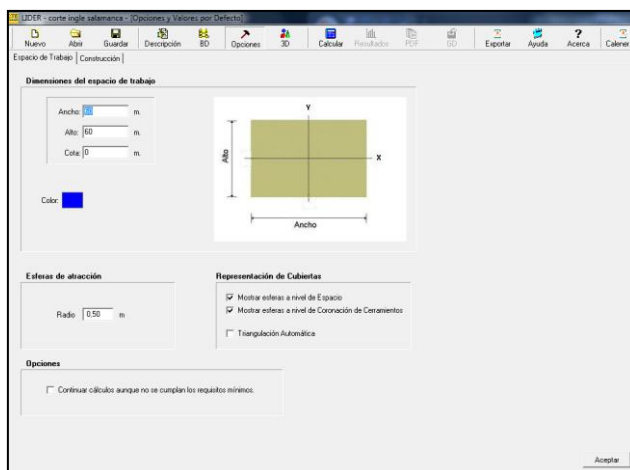 LIDER - corte ingle salamanca - [Opciones y Valores por Defecto]
Nuevo Abrir Guardar Descripción BD Opciones 3D Calcular Resultados PDF GD Exportar Ayuda Acerca Calener
Espacio de Trabajo Construcción
Dimensiones del espacio de trabajo
Ancho: 60 m.
Alto: 60 m.
Cota: 0 m.
Color:
Y
Alto
X
Ancho
Esferas de atracción
Radio 0,50 m
Representación de Cubiertas
Mostrar esferas a nivel de Espacio
Mostrar esferas a nivel de Coronación de Cerramientos
Triangulación Automática
Opciones
Continuar cálculos aunque no se cumplan los requisitos mínimos.
Aceptar